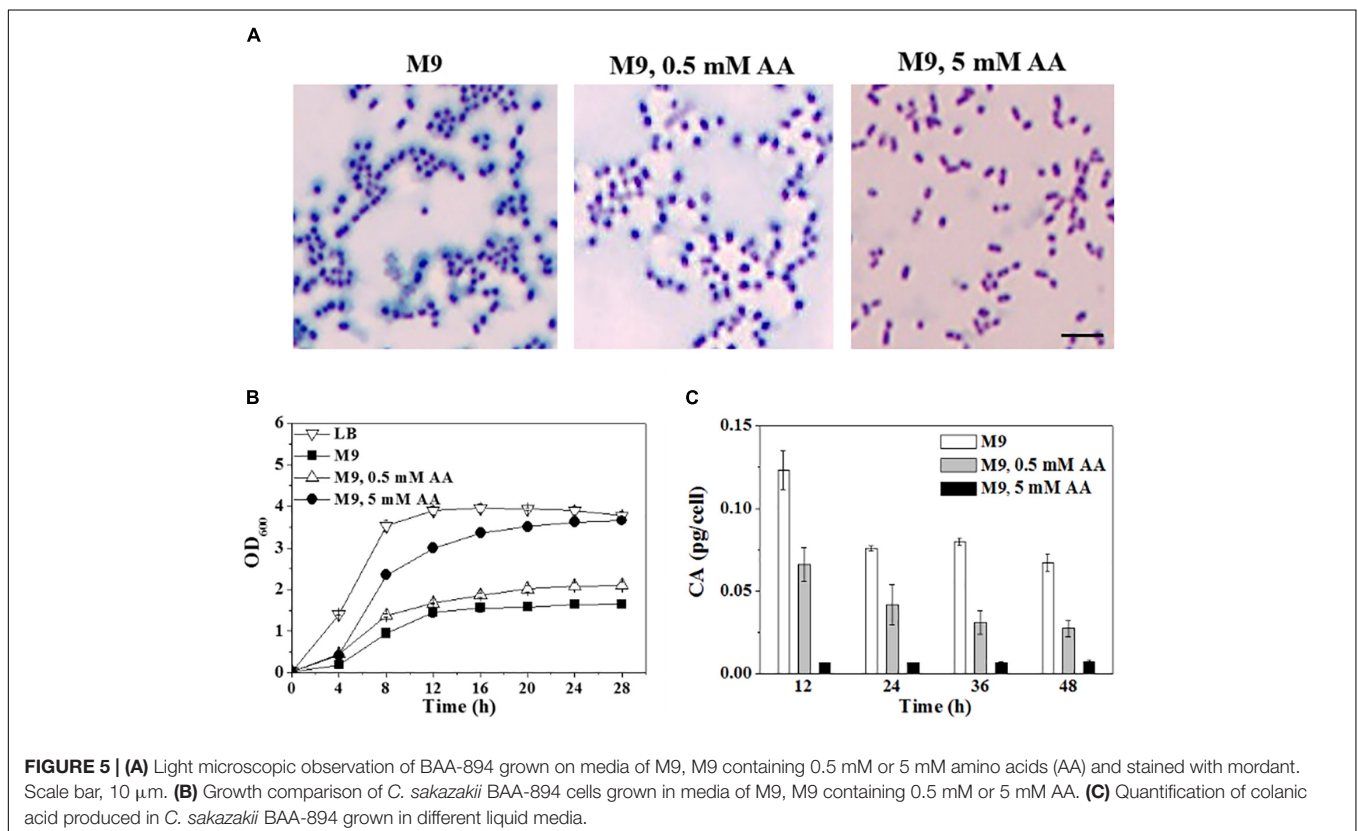 A
M9
M9, 0.5 mM AA
M9, 5 mM AA
B
6
5
4
3
2
1
0
OD600
LB
M9
M9, 0.5 mM AA
M9, 5 mM AA
0 4 8 12 16 20 24 28
Time (h)
C
0.15
0.10
0.05
0.00
CA (pg/cell)
M9
M9, 0.5 mM AA
M9, 5 mM AA
12 24 36 48
Time (h)
FIGURE 5 | (A) Light microscopic observation of BAA-894 grown on media of M9, M9 containing 0.5 mM or 5 mM amino acids (AA) and stained with mordant.
Scale bar, 10 μm. (B) Growth comparison of C. sakazakii BAA-894 cells grown in media of M9, M9 containing 0.5 mM or 5 mM AA. (C) Quantification of colanic
acid produced in C. sakazakii BAA-894 grown in different liquid media.